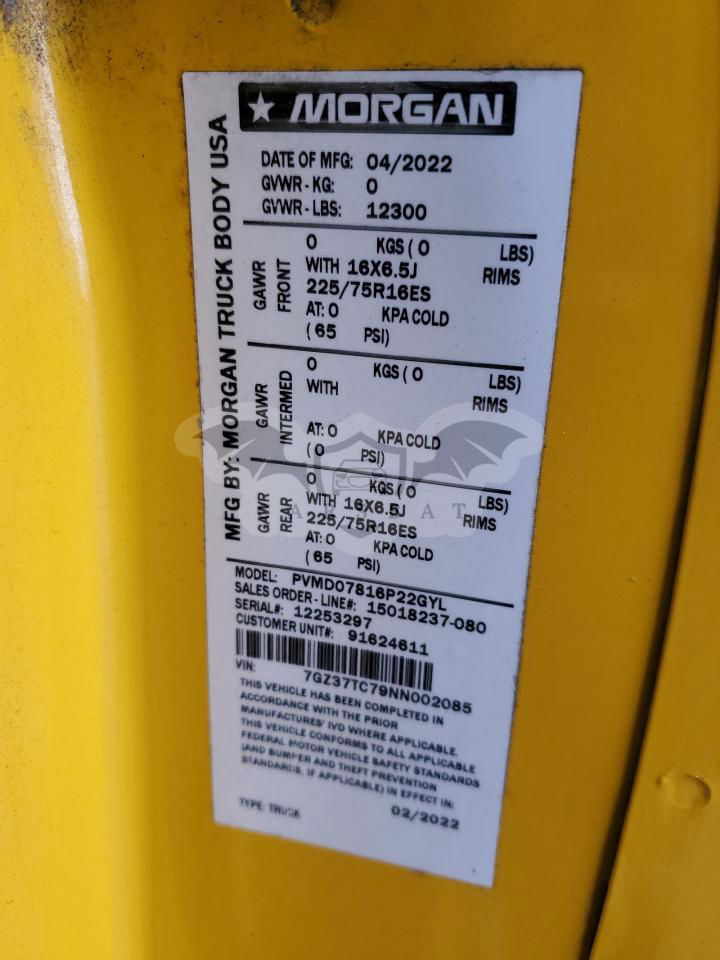 MORGAN
MFG BY: MORGAN TRUCK BODY USA
DATE OF MFG: 04/2022
GVWR - KG: 0
GVWR - LBS: 12300
GAWR FRONT
0 KGS ( 0 LBS)
WITH 16X6.5J RIMS
225/75R16ES
AT: 0 KPA COLD
( 65 PSI)
GAWR INTERMED
0 KGS ( 0 LBS)
WITH RIMS
AT: 0 KPA COLD
( 0 PSI)
GAWR REAR
0 KGS ( 0 LBS)
WITH 16X6.5J RIMS
225/75R16ES
AT: 0 KPA COLD
( 65 PSI)
MODEL: PVMD07816P22GYL
SALES ORDER - LINE#: 15018237-080
SERIAL#: 12253297
CUSTOMER UNIT#: 91624611
VIN: 7GZ37TC79NN002085
THIS VEHICLE HAS BEEN COMPLETED IN
ACCORDANCE WITH THE PRIOR
MANUFACTURES' IVD WHERE APPLICABLE.
THIS VEHICLE CONFORMS TO ALL APPLICABLE
FEDERAL MOTOR VEHICLE SAFETY STANDARDS
(AND BUMPER AND THEFT PREVENTION
STANDARDS, IF APPLICABLE) IN EFFECT IN:
TYPE TRUCK 02/2022